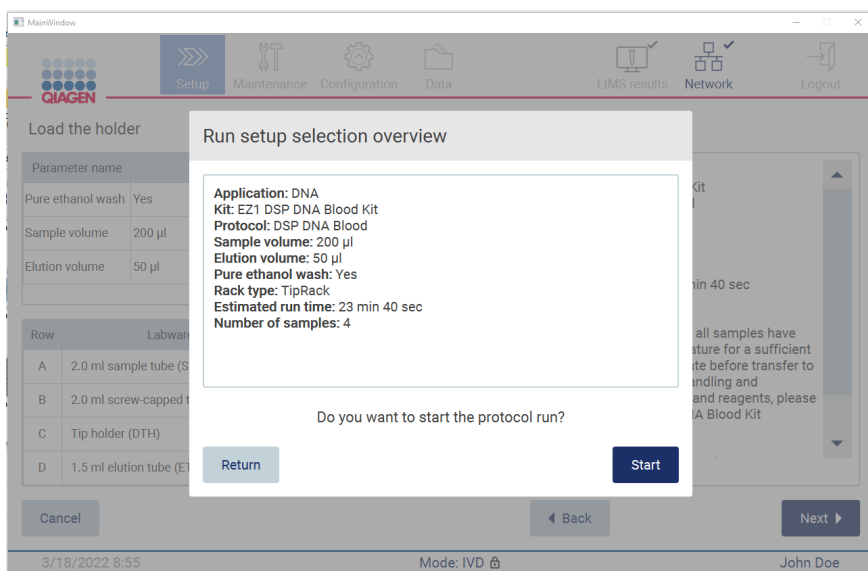 MainWindow
QIAGEN
Setup
Maintenance
Configuration
Data
LIMS results
Network
Logout
Load the holder
Parameter name
Pure ethanol wash Yes
Sample volume 200 µl
Elution volume 50 µl
Row Labware
A 2.0 ml sample tube (S
B 2.0 ml screw-capped t
C Tip holder (DTH)
D 1.5 ml elution tube (ET
Run setup selection overview
Application: DNA
Kit: EZ1 DSP DNA Blood Kit
Protocol: DSP DNA Blood
Sample volume: 200 µl
Elution volume: 50 µl
Pure ethanol wash: Yes
Rack type: TipRack
Estimated run time: 23 min 40 sec
Number of samples: 4
Do you want to start the protocol run?
Return
Start
Kit
in 40 sec
all samples have
ature for a sufficient
te before transfer to
ndling and
and reagents, please
A Blood Kit
Cancel
Back
Next
3/18/2022 8:55
Mode: IVD
John Doe